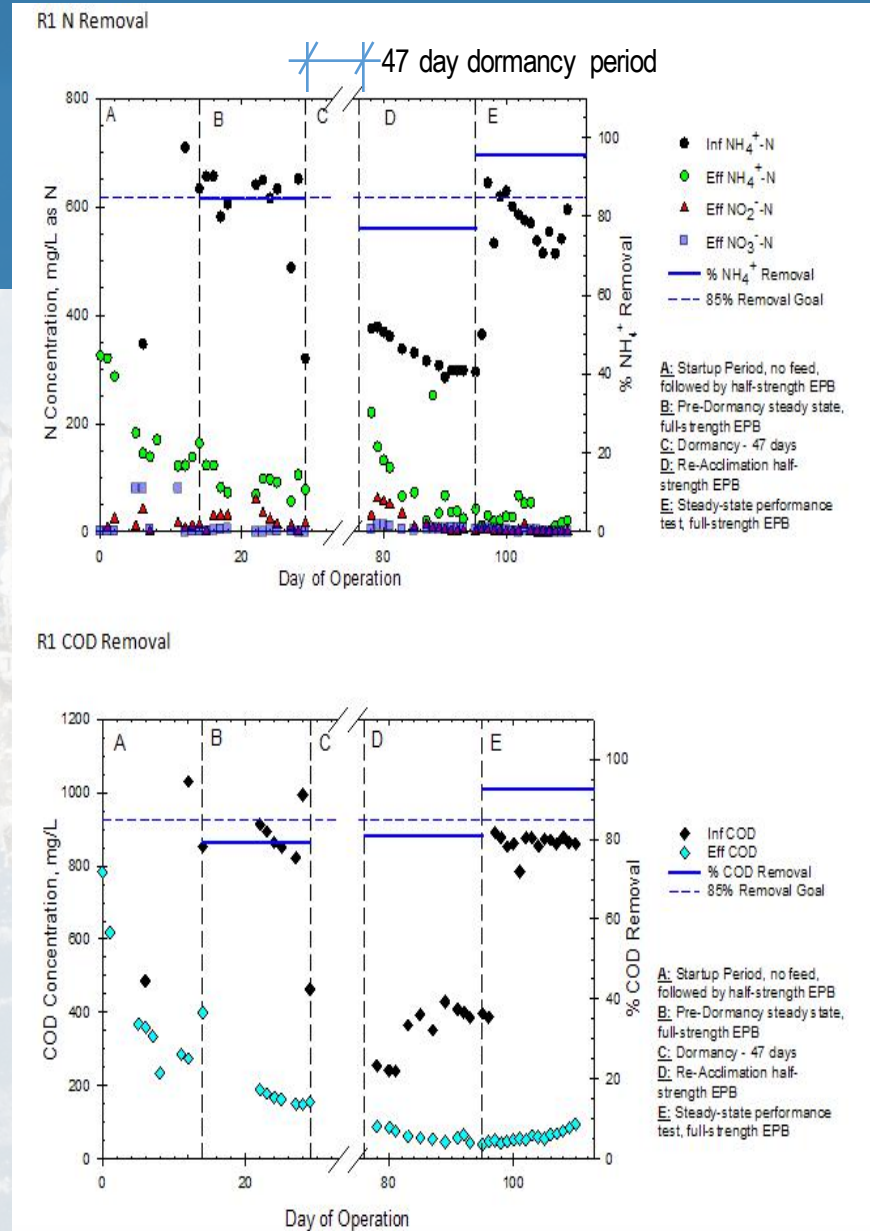 R1 N Removal
47 day dormancy period
800
600
400
200
0
N Concentration, mg/L as N
A
B
C
D
E
100
80
60
40
20
0
% NH4+ Removal
0
20
80
100
Day of Operation
Inf NH4+-N
Eff NH4+-N
Eff NO2--N
Eff NO3--N
% NH4+ Removal
85% Removal Goal
A: Startup Period, no feed,
followed by half-strength EPB
B: Pre-Dormancy steady state,
full-strength EPB
C: Dormancy - 47 days
D: Re-Acclimation half-
strength EPB
E: Steady-state performance
test, full-strength EPB
R1 COD Removal
1200
1000
800
600
400
200
0
COD Concentration, mg/L
A
B
C
D
E
100
80
60
40
20
0
% COD Removal
0
20
80
100
Day of Operation
Inf COD
Eff COD
% COD Removal
85% Removal Goal
A: Startup Period, no feed,
followed by half-strength EPB
B: Pre-Dormancy steady state,
full-strength EPB
C: Dormancy - 47 days
D: Re-Acclimation half-
strength EPB
E: Steady-state performance
test, full-strength EPB